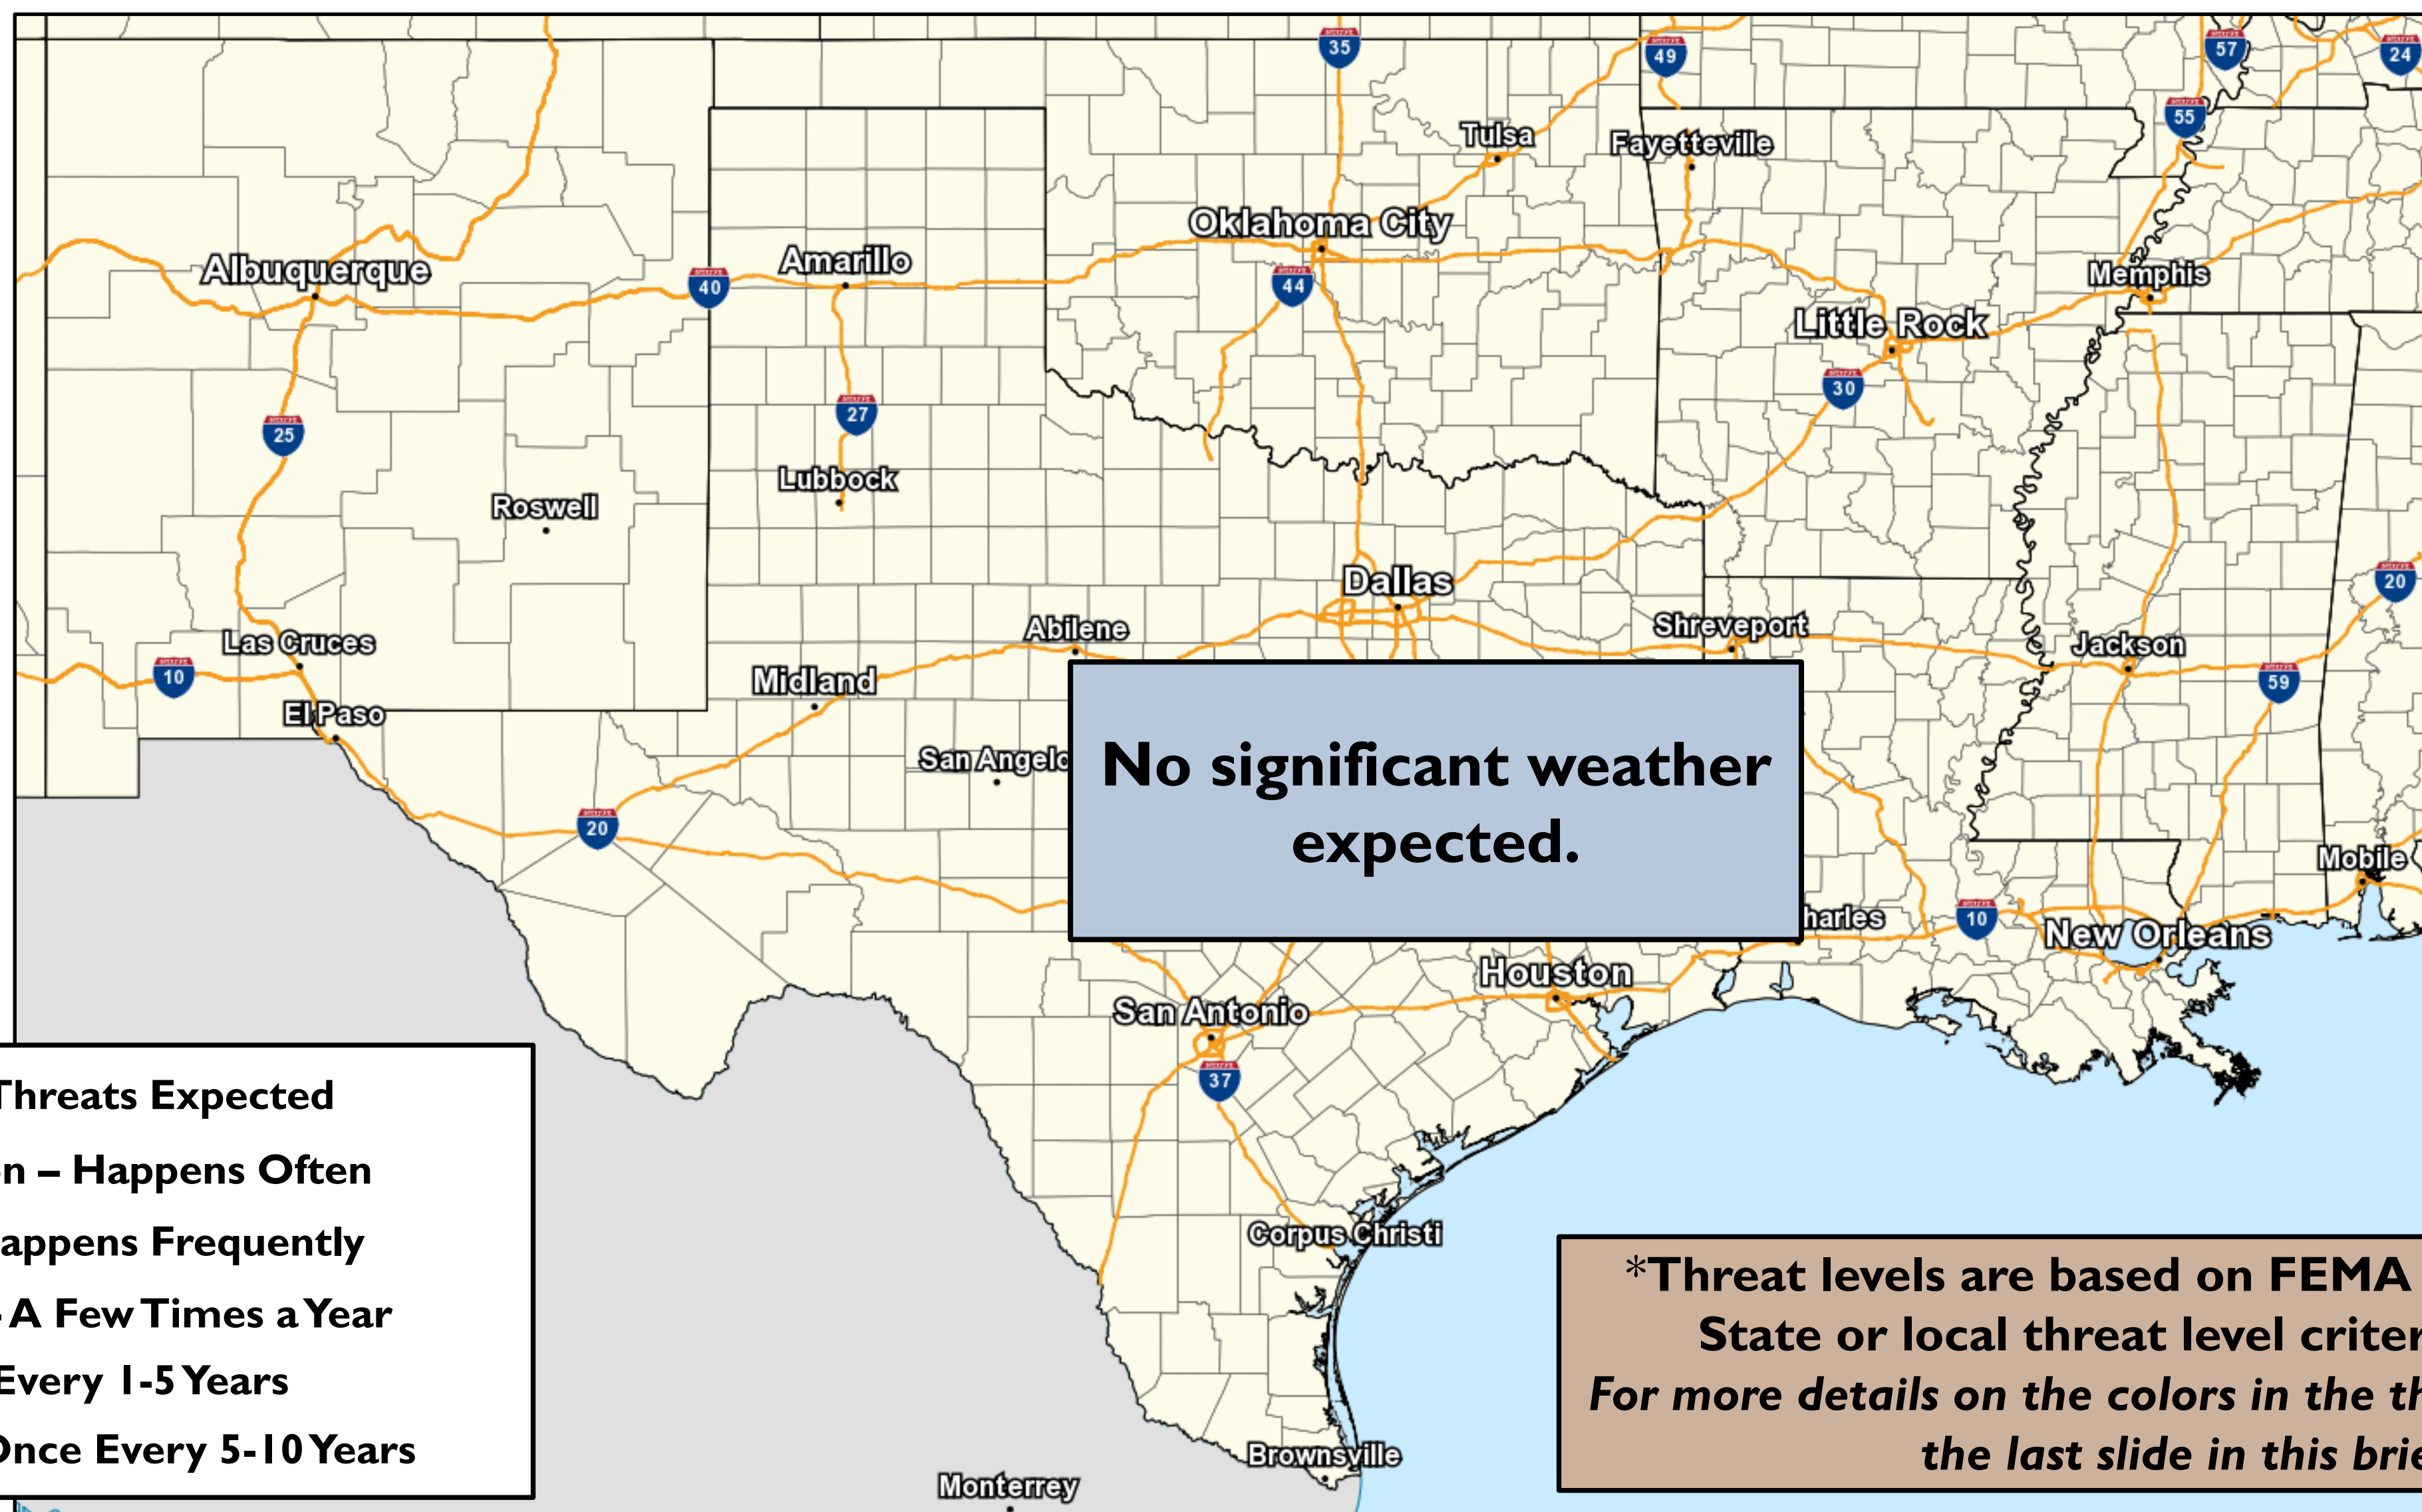 35
49
57
24
55
Tulsa
Fayetteville
Oklahoma City
Albuquerque
Amarillo
40
44
Memphis
Little Rock
30
27
25
Lubbock
Roswell
Dallas
20
Abilene
Shreveport
Las Cruces
Jackson
10
Midland
59
El Paso
San Angelo
No significant weather
expected.
20
Mobile
harles
10
New Orleans
Houston
San Antonio
37
Threats Expected
n – Happens Often
appens Frequently
- A Few Times a Year
Every 1-5 Years
Once Every 5-10 Years
Corpus Christi
*Threat levels are based on FEMA
State or local threat level criter
For more details on the colors in the th
the last slide in this brie
Brownsville
Monterrey